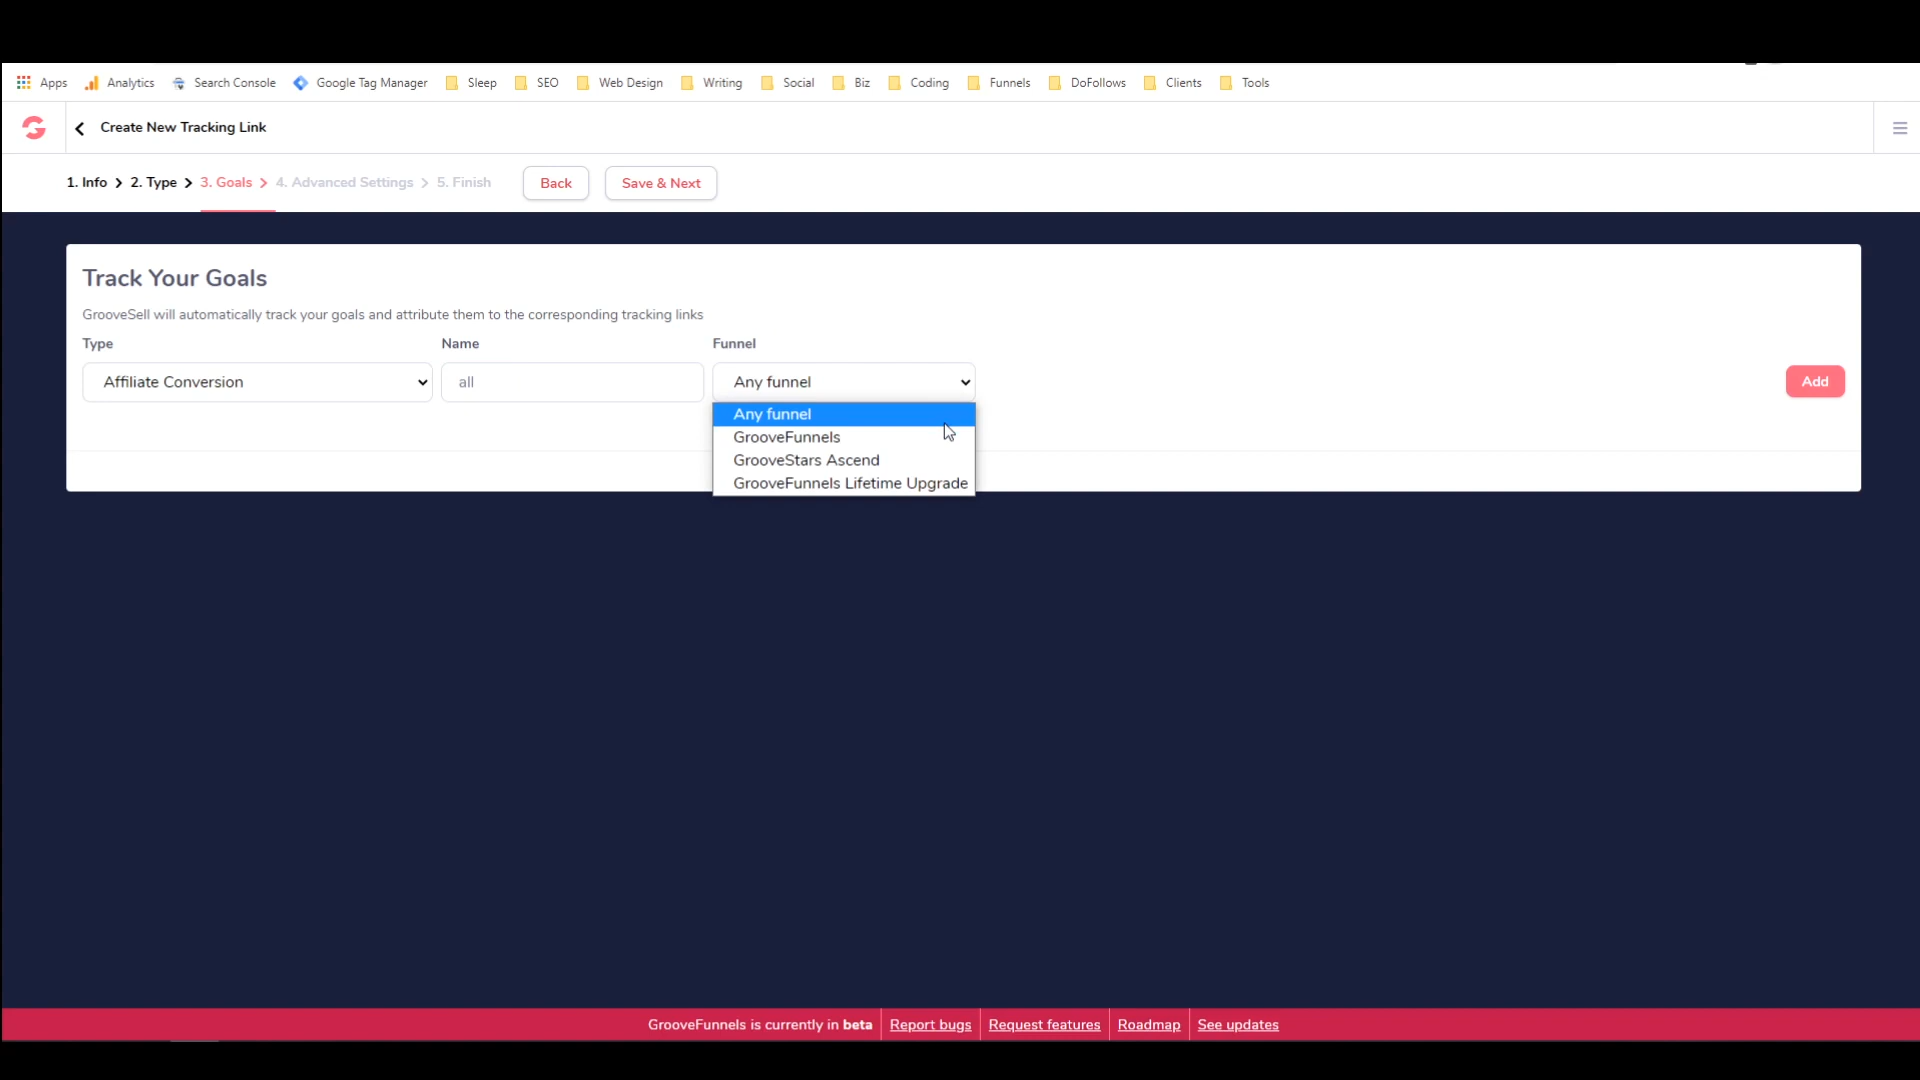 Apps Analytics Search Console Google Tag Manager Sleep SEO Web Design Writing Social Biz Coding Funnels DoFollows Clients Tools
Create New Tracking Link
1. Info > 2. Type > 3. Goals > 4. Advanced Settings > 5. Finish Back Save & Next
Track Your Goals
GrooveSell will automatically track your goals and attribute them to the corresponding tracking links
Type Name Funnel
Affiliate Conversion all Any funnel Add
Any funnel
GrooveFunnels
GrooveStars Ascend
GrooveFunnels Lifetime Upgrade
GrooveFunnels is currently in beta Report bugs Request features Roadmap See updates